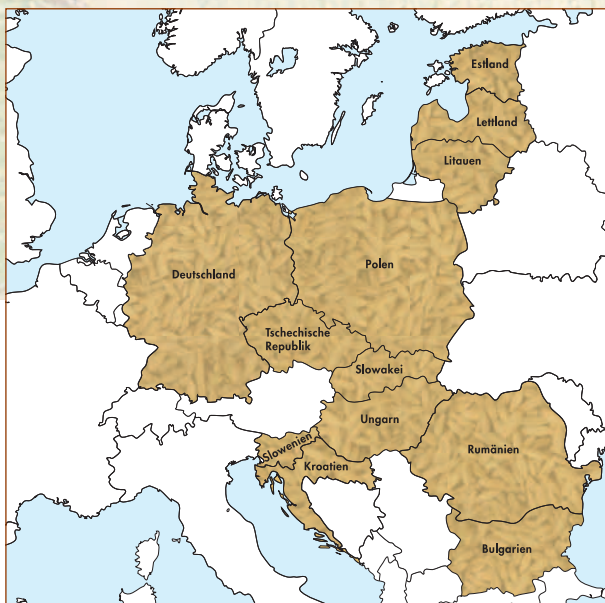 Estland
Lettland
Litauen
Deutschland
Polen
Tschechische
Republik
Slowakei
Ungarn
Slowenien
Kroatien
Rumänien
Bulgarien